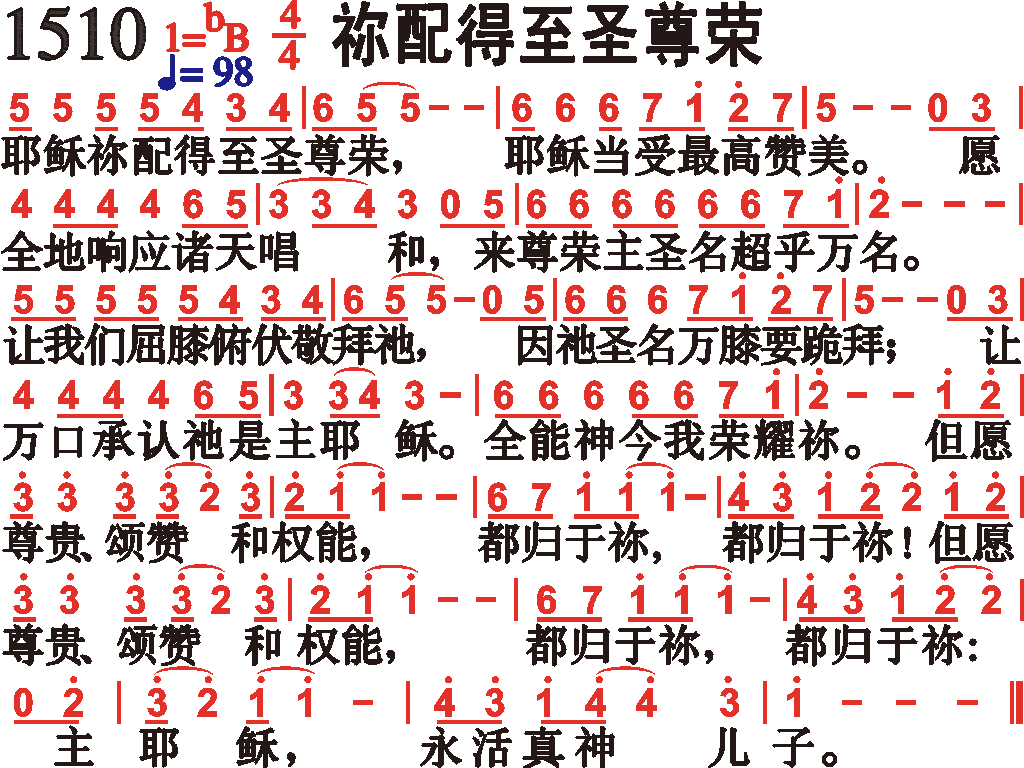 1510 1=bB 4/4 祢配得至圣尊荣
♩=98
5 5 5 5 4 3 4 | 6 5 5 – – | 6 6 6 7 1 2 7 | 5 – – 0 3 |
耶稣祢配得至圣尊荣， 耶稣当受最高赞美。 愿
4 4 4 4 6 5 | 3 3 4 3 0 5 | 6 6 6 6 6 6 7 1 | 2 – – – |
全地响应诸天唱 和，来尊荣主圣名超乎万名。
5 5 5 5 5 4 3 4 | 6 5 5 – 0 5 | 6 6 6 7 1 2 7 | 5 – – 0 3 |
让我们屈膝俯伏敬拜祂， 因祂圣名万膝要跪拜； 让
4 4 4 4 6 5 | 3 3 4 3 – | 6 6 6 6 6 7 1 | 2 – – 1 2 |
万口承认祂是主耶 稣。全能神今我荣耀祢。 但愿
3 3 3 3 2 3 | 2 1 1 – – | 6 7 1 1 1 – | 4 3 1 2 2 1 2 |
尊贵、颂赞 和权能， 都归于祢， 都归于祢！但愿
3 3 3 3 2 3 | 2 1 1 – – | 6 7 1 1 1 – | 4 3 1 2 2 |
尊贵、颂赞 和 权能， 都归于祢， 都归于祢：
0 2 | 3 2 1 1 – | 4 3 1 4 4 3 | 1 – – – ‖
主 耶 稣， 永活真神 儿 子。